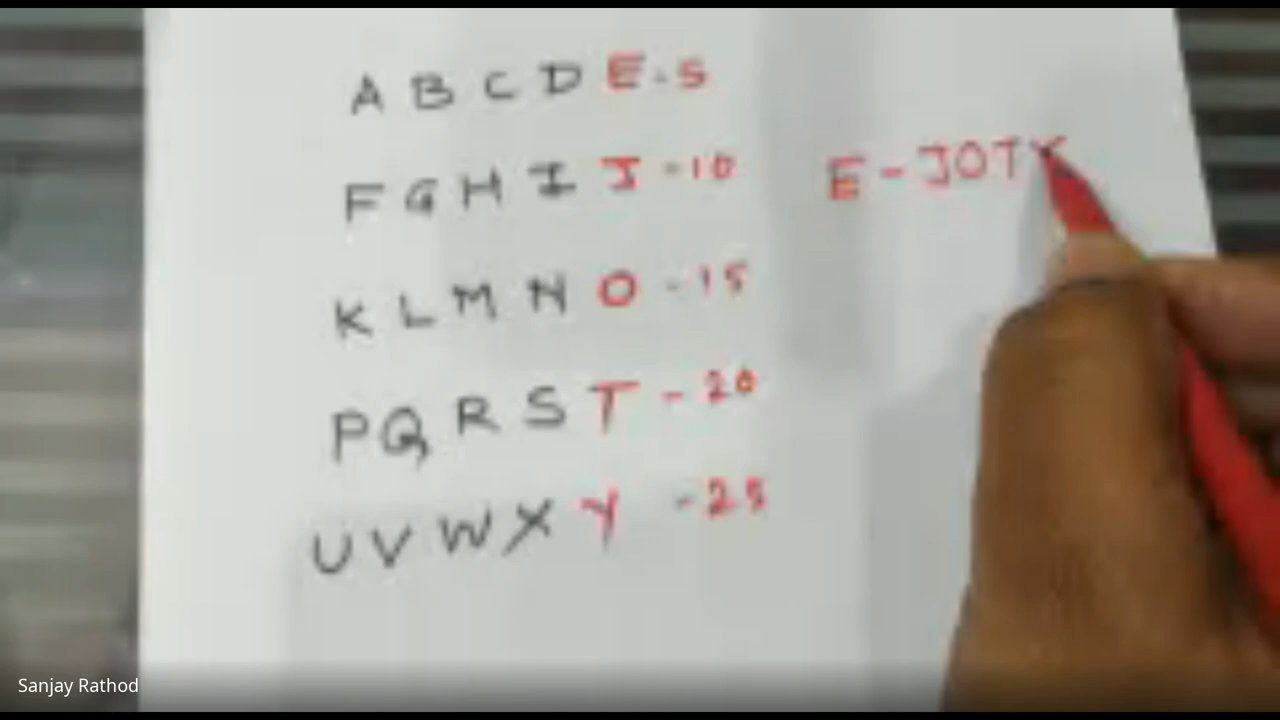 A B C D E - 5
F G H I J - 10
E - JOTY
K L M N O - 15
P Q R S T - 20
U V W X Y - 25
Sanjay Rathod